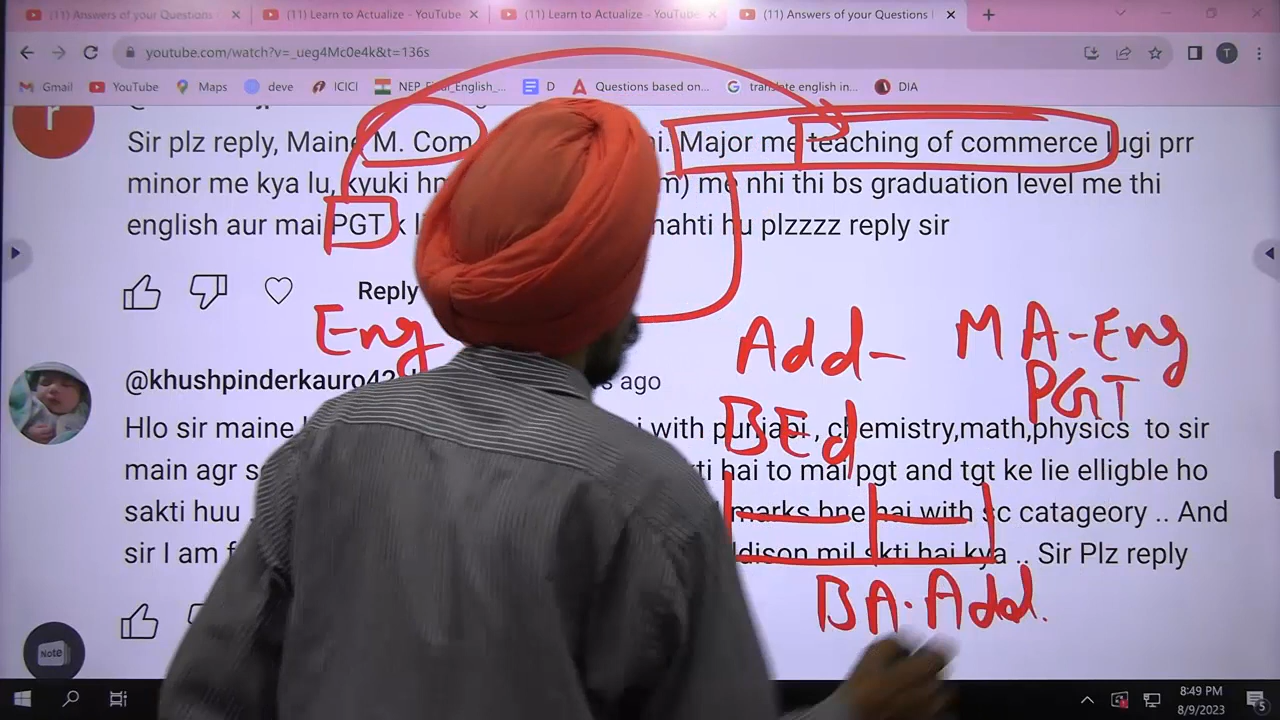 (11) Answers of your Questions (11) Learn to Actualize - YouTube (11) Learn to Actualize - YouTube (11) Answers of your Questions
youtube.com/watch?v=_ueg4Mc0e4k&t=136s T
Gmail YouTube Maps deve ICICI NEP_Final_English_... D Questions based on... translate english in... DIA
r
Sir plz reply, Maine M. Com Major me teaching of commerce lugi prr
minor me kya lu, kyuki me nhi thi bs graduation level me thi
english aur mai PGT k hu plzzzz reply sir
Reply
Eng
Add- MA-Eng
PGT
ago
BEd
Hlo sir maine with punjabi , chemistry,math,physics to sir
main agr hai to mai pgt and tgt ke lie elligble ho
sakti huu marks bne hai with sc catageory .. And
sir I am mil skti hai kya .. Sir Plz reply
BA. Add.
Note
8:49 PM
8/9/2023
5